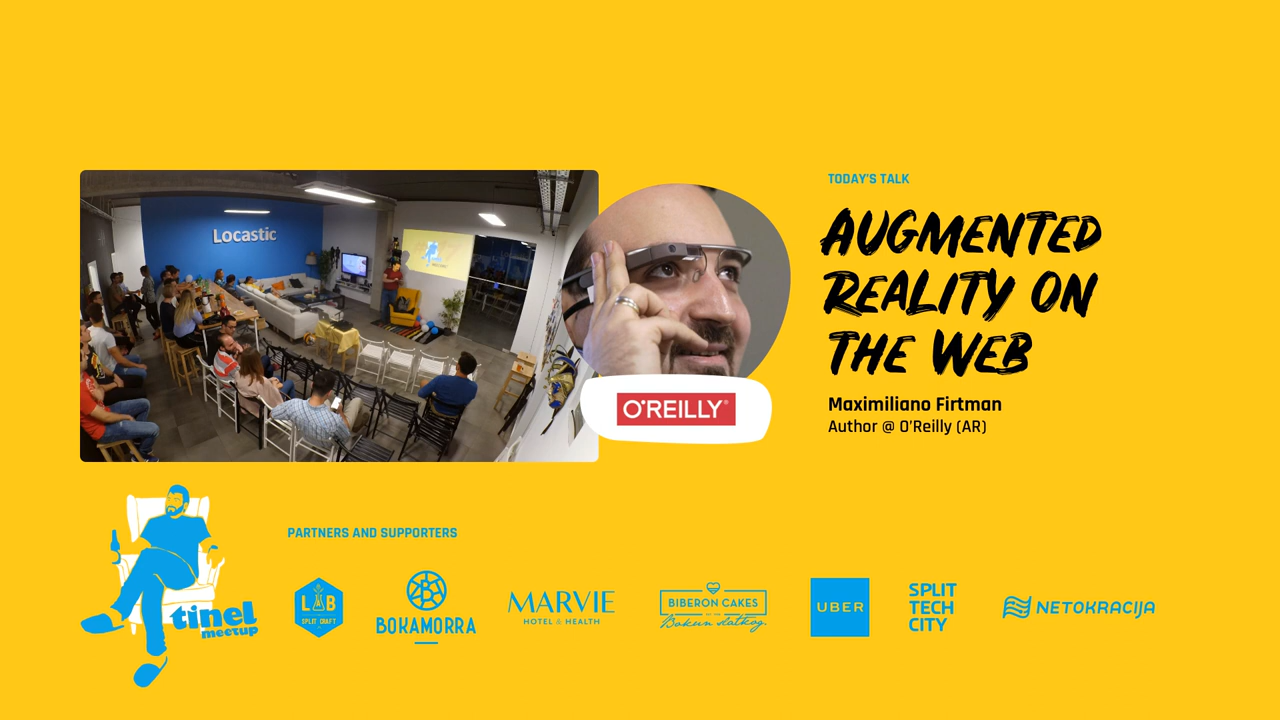 Locastic
TODAY'S TALK
AUGMENTED
REALITY ON
THE WEB
O'REILLY®
Maximiliano Firtman
Author @ O'Reilly (AR)
tinel
meetup
PARTNERS AND SUPPORTERS
LAB
SPLIT CRAFT
BOKAMORRA
MARVIE
HOTEL & HEALTH
BIBERON CAKES
Bokun slatkog
UBER
SPLIT
TECH
CITY
NETOKRACIJA